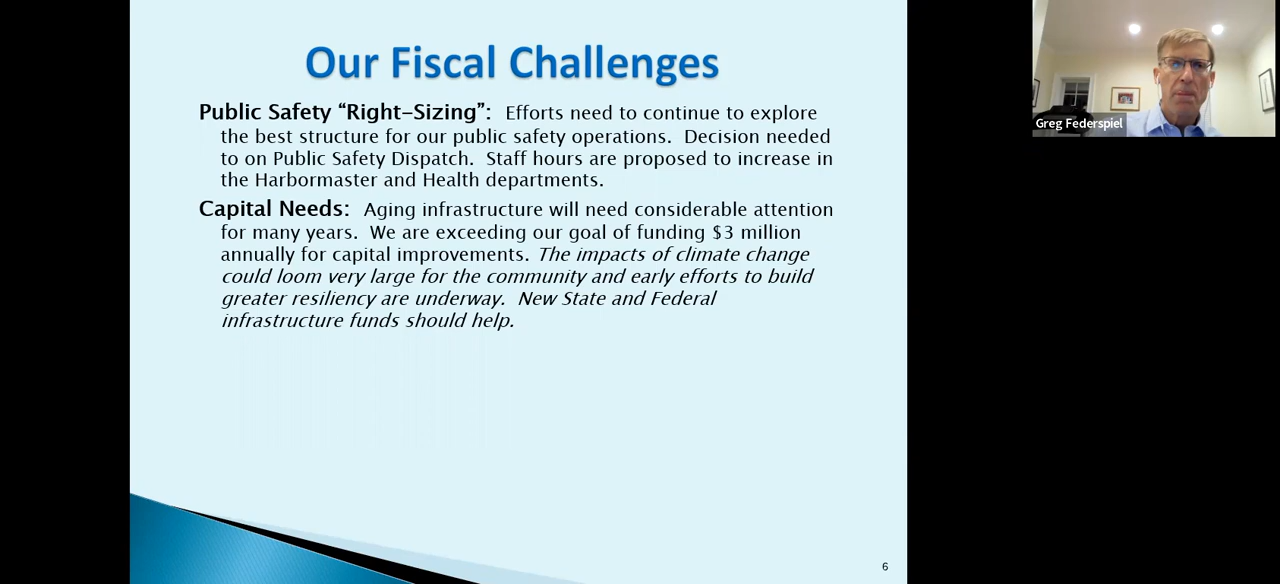 Our Fiscal Challenges
Public Safety “Right-Sizing”: Efforts need to continue to explore
the best structure for our public safety operations. Decision needed
to on Public Safety Dispatch. Staff hours are proposed to increase in
the Harbormaster and Health departments.
Capital Needs: Aging infrastructure will need considerable attention
for many years. We are exceeding our goal of funding $3 million
annually for capital improvements. The impacts of climate change
could loom very large for the community and early efforts to build
greater resiliency are underway. New State and Federal
infrastructure funds should help.
6
Greg Federspiel